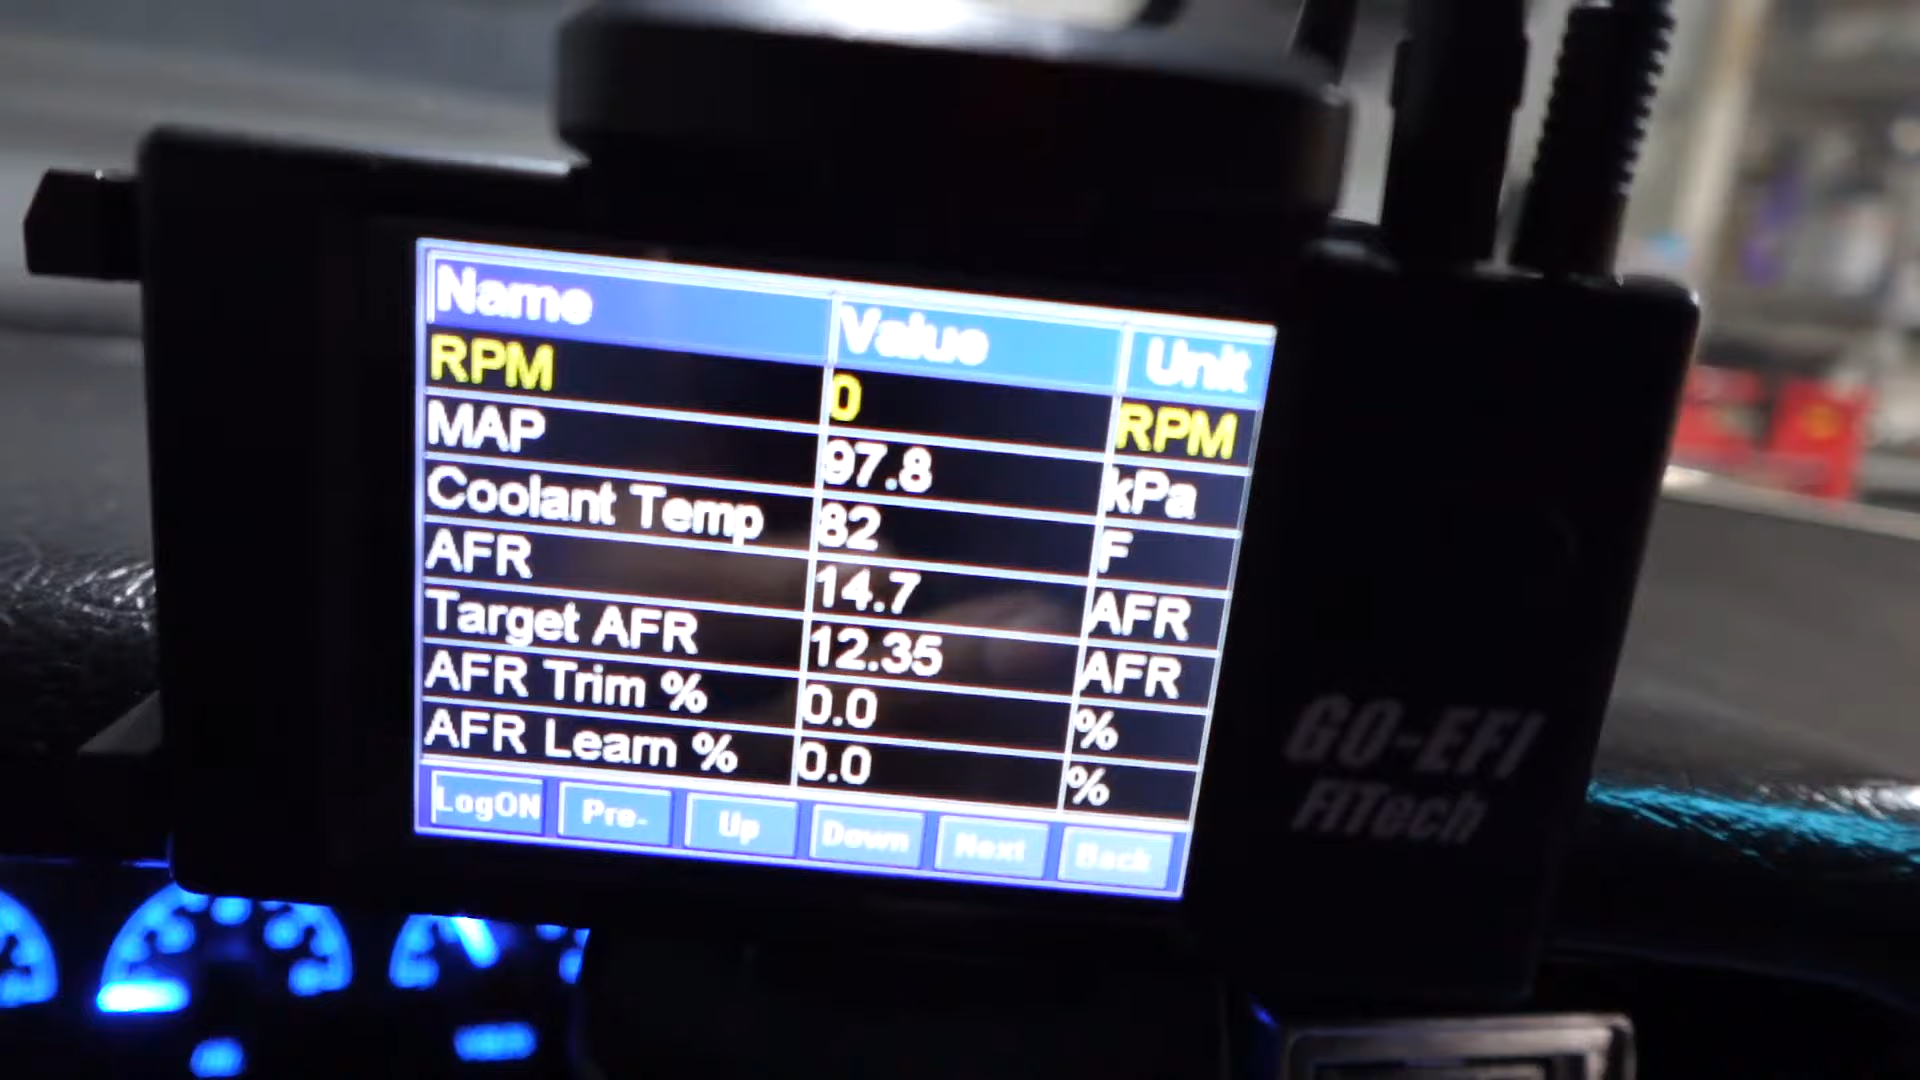 Name Value Unit
RPM 0 RPM
MAP 97.8 kPa
Coolant Temp 82 F
AFR 14.7 AFR
Target AFR 12.35 AFR
AFR Trim % 0.0 %
AFR Learn % 0.0 %
LogON Pre- Up Down Next Back
GO-EFI
FITech